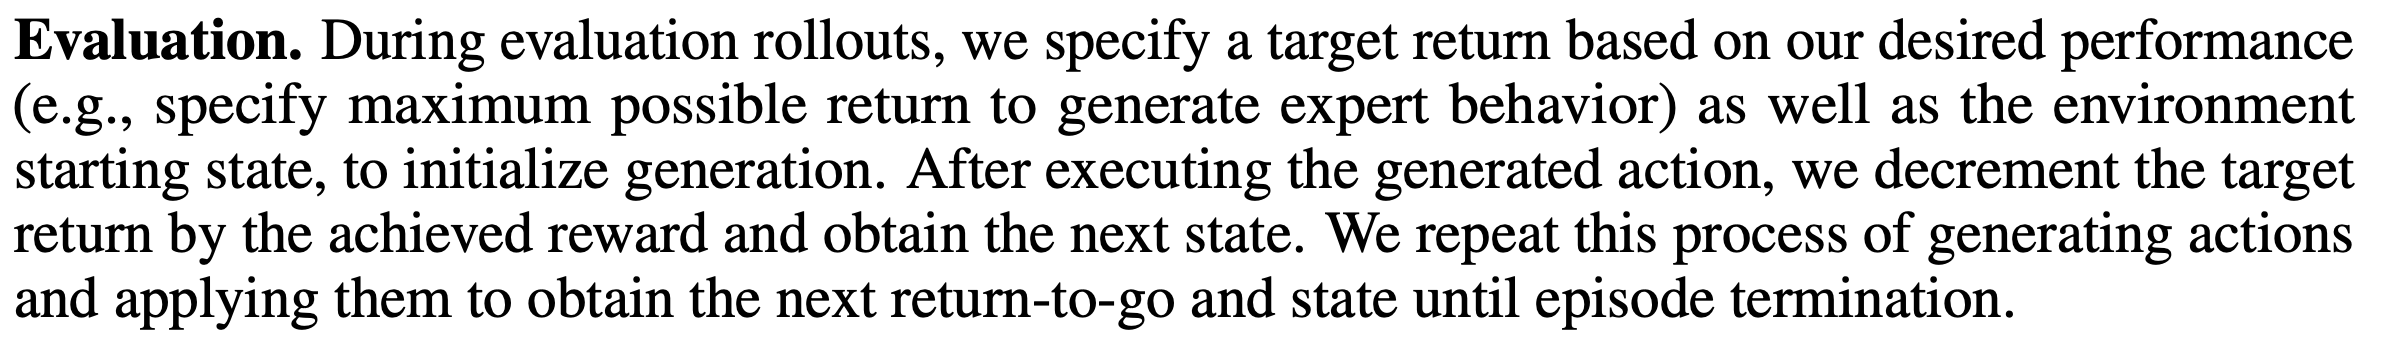 Evaluation. During evaluation rollouts, we specify a target return based on our desired performance
(e.g., specify maximum possible return to generate expert behavior) as well as the environment
starting state, to initialize generation. After executing the generated action, we decrement the target
return by the achieved reward and obtain the next state. We repeat this process of generating actions
and applying them to obtain the next return-to-go and state until episode termination.